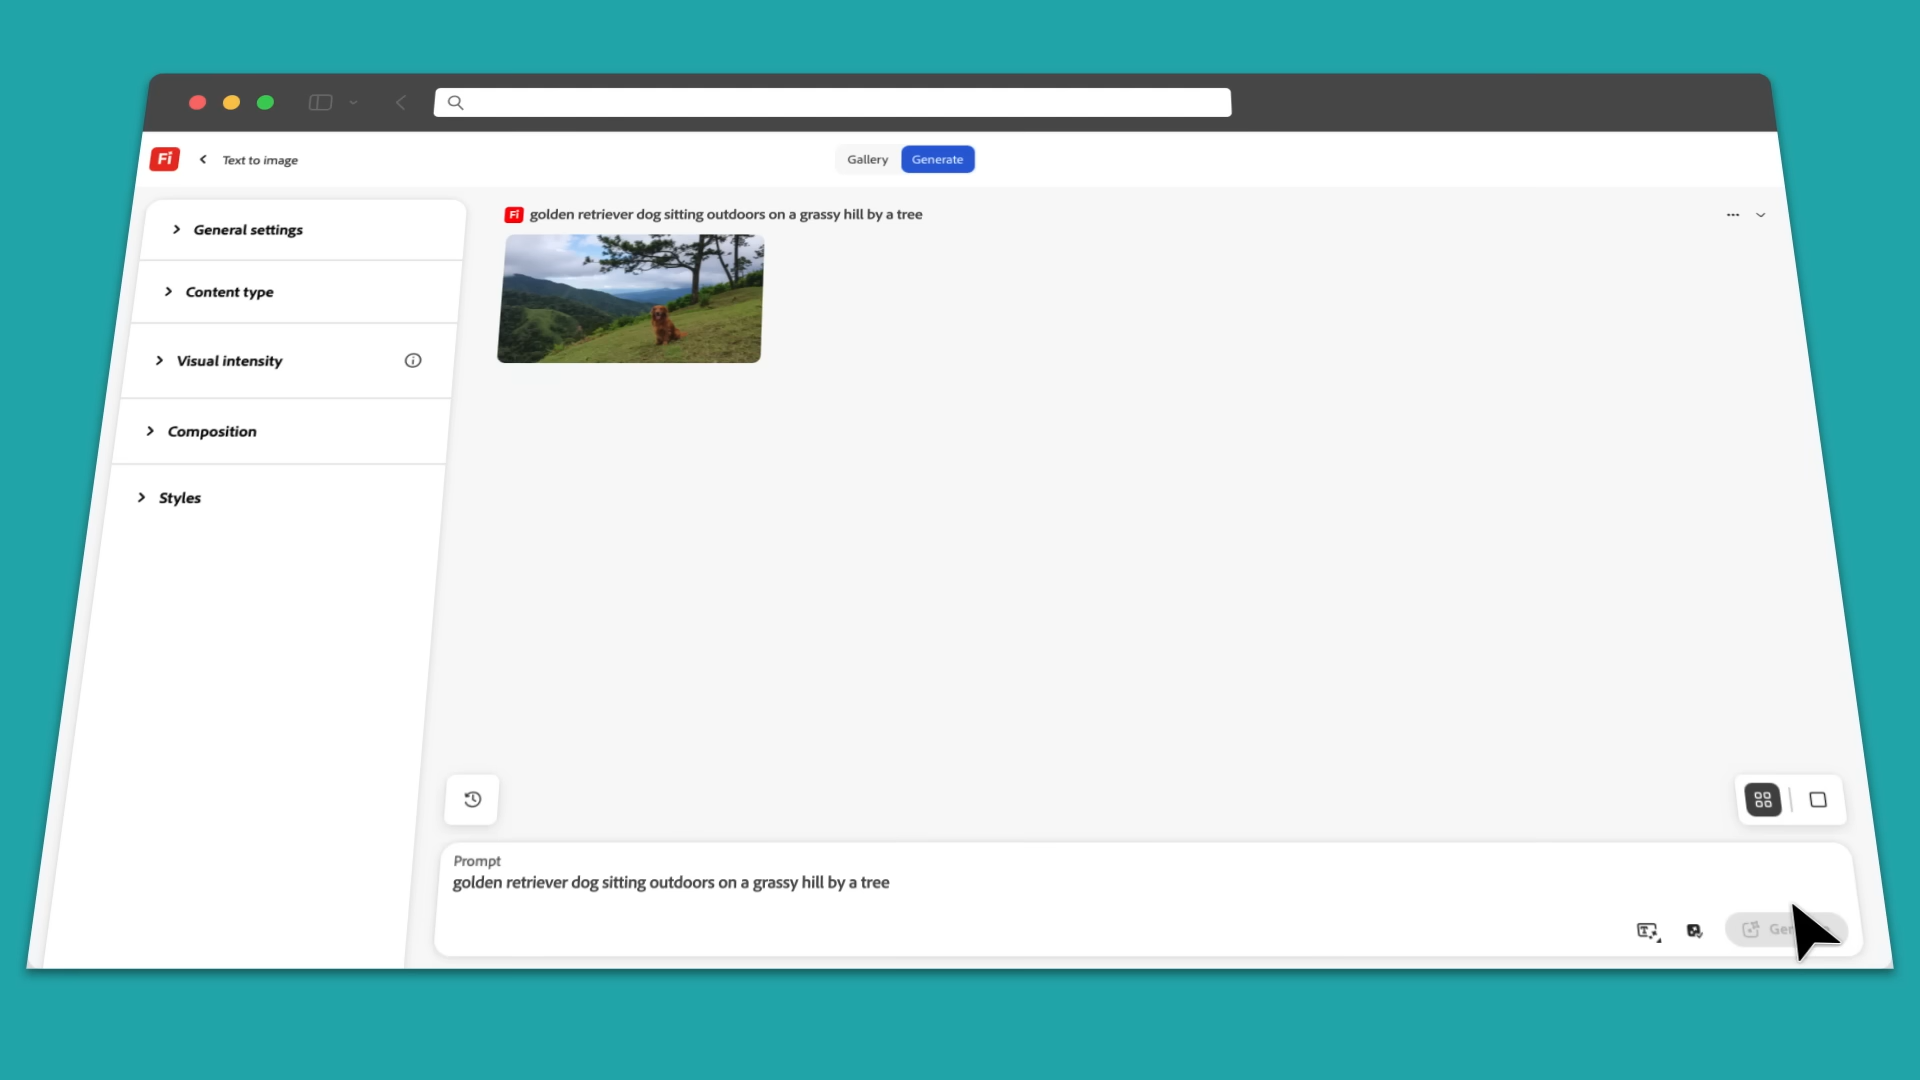 Fi
Text to image
Gallery
Generate
General settings
Content type
Visual intensity
Composition
Styles
Fi golden retriever dog sitting outdoors on a grassy hill by a tree
Prompt
golden retriever dog sitting outdoors on a grassy hill by a tree